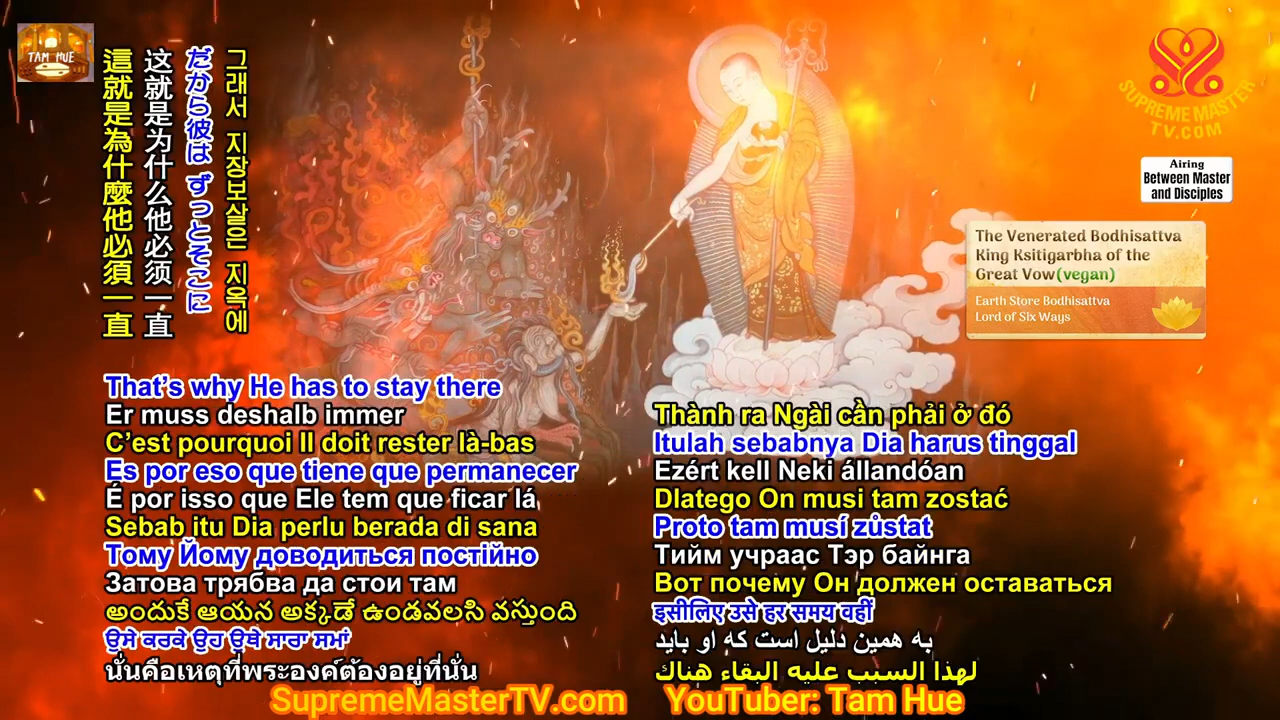 TAM HUE
這就是為什麼他必須一直
这就是为什么他必须一直
だから彼は ずっとそこに
그래서 지장보살은 지옥에
SUPREME MASTER
TV.COM
Airing
Between Master
and Disciples
The Venerated Bodhisattva
King Ksitigarbha of the
Great Vow(vegan)
Earth Store Bodhisattva
Lord of Six Ways
That's why He has to stay there
Er muss deshalb immer
C'est pourquoi Il doit rester là-bas
Es por eso que tiene que permanecer
É por isso que Ele tem que ficar lá
Sebab itu Dia perlu berada di sana
Тому Йому доводиться постійно
Затова трябва да стои там
అందుకే ఆయన అక్కడే ఉండవలసి వస్తుంది
ਉਸੇ ਕਰਕੇ ਉਹ ਉਥੇ ਸਾਰਾ ਸਮਾਂ
นั่นคือเหตุที่พระองค์ต้องอยู่ที่นั่น
Thành ra Ngài cần phải ở đó
Itulah sebabnya Dia harus tinggal
Ezért kell Neki állandóan
Dlatego On musi tam zostać
Proto tam musí zůstat
Тийм учраас Тэр байнга
Вот почему Он должен оставаться
इसीलिए उसे हर समय वहीं
به همین دلیل است که او باید
لهذا السبب عليه البقاء هناك
SupremeMasterTV.com
YouTuber: Tam Hue